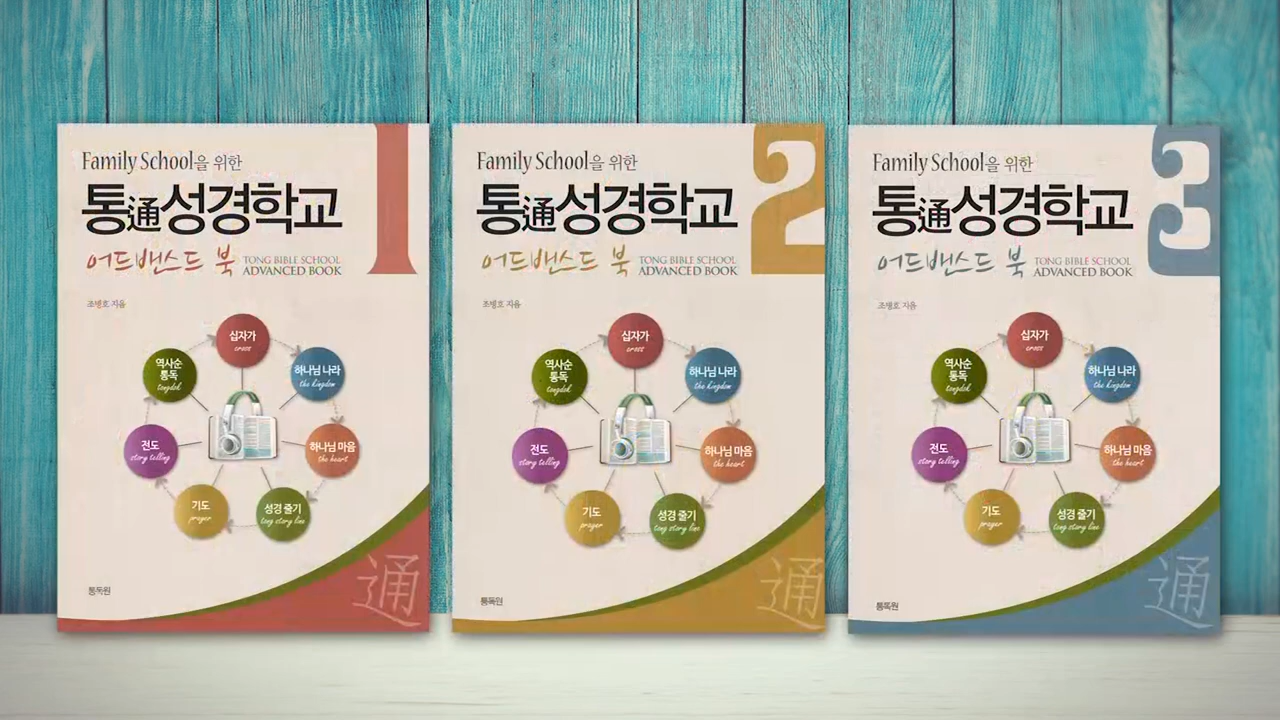 Family School을 위한
통通성경학교
어드밴스드 북 TONG BIBLE SCHOOL
ADVANCED BOOK
1
조병호 지음
십자가
cross
하나님 나라
the kingdom
하나님 마음
the heart
성경 줄기
tong story line
기도
prayer
전도
story telling
역사순
통독
tongdok
통독원
通
Family School을 위한
통通성경학교
어드밴스드 북 TONG BIBLE SCHOOL
ADVANCED BOOK
2
조병호 지음
십자가
cross
하나님 나라
the kingdom
하나님 마음
the heart
성경 줄기
tong story line
기도
prayer
전도
story telling
역사순
통독
tongdok
통독원
通
Family School을 위한
통通성경학교
어드밴스드 북 TONG BIBLE SCHOOL
ADVANCED BOOK
3
조병호 지음
십자가
cross
하나님 나라
the kingdom
하나님 마음
the heart
성경 줄기
tong story line
기도
prayer
전도
story telling
역사순
통독
tongdok
통독원
通